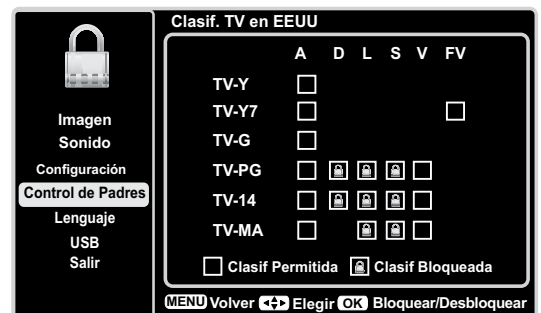 Clasif. TV en EEUU
A D L S V FV
TV-Y
TV-Y7
TV-G
TV-PG
TV-14
TV-MA
Clasif Permitida Clasif Bloqueada
Imagen
Sonido
Configuración
Control de Padres
Lenguaje
USB
Salir
MENU Volver Elegir OK Bloquear/Desbloquear